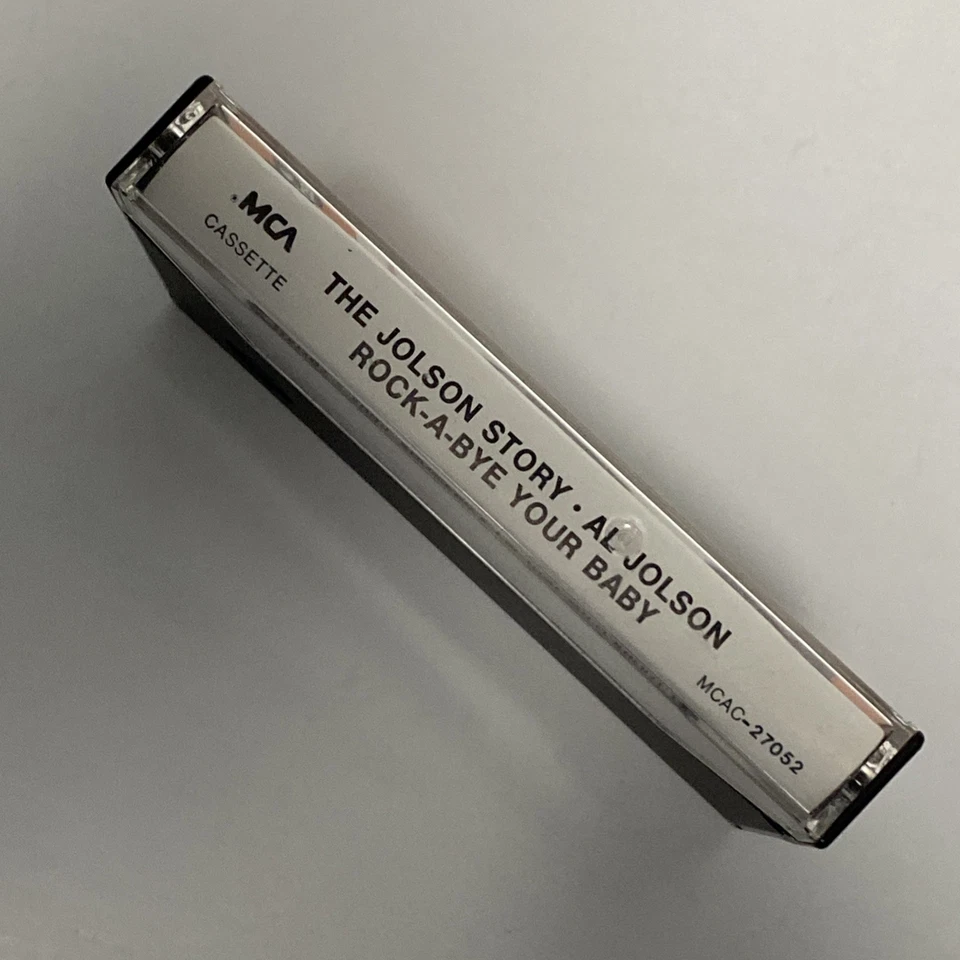 MCA
CASSETTE
THE JOLSON STORY • AL JOLSON
ROCK-A-BYE YOUR BABY
MCAC-27052